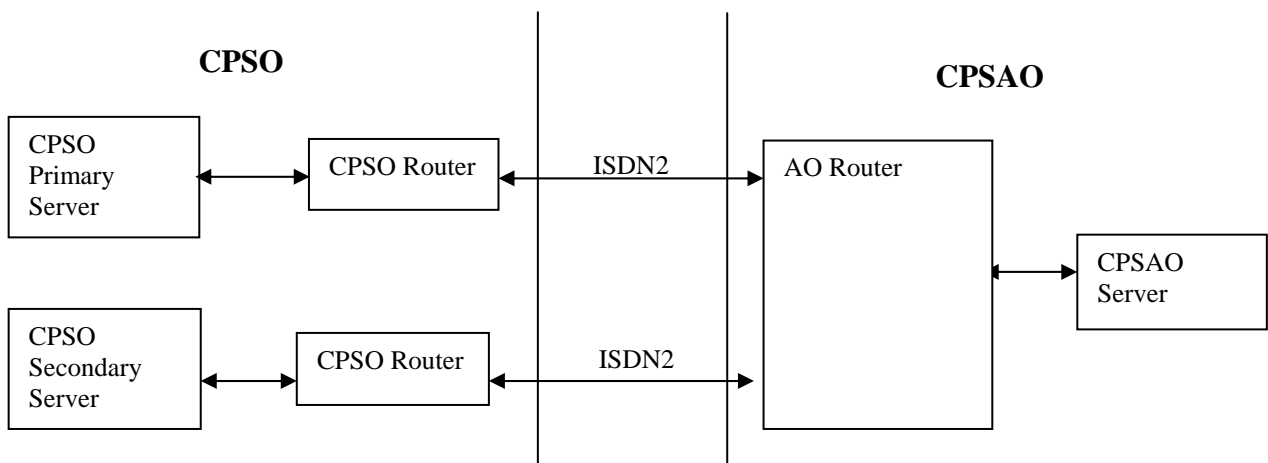 CPSO
CPSAO
CPSO
Primary
Server
CPSO Router
ISDN2
AO Router
CPSAO
Server
CPSO
Secondary
Server
CPSO Router
ISDN2